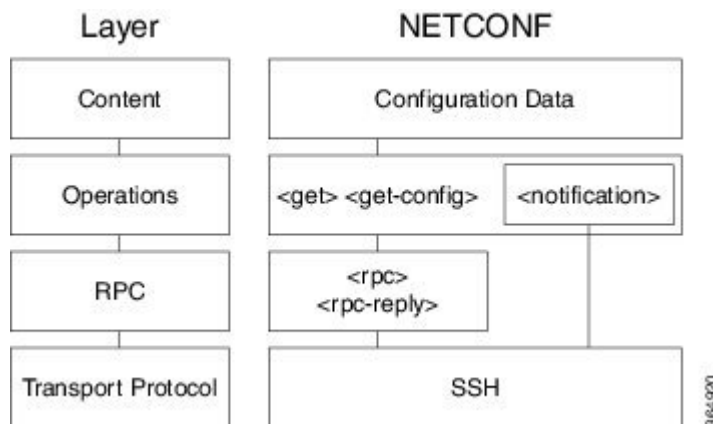 Layer
NETCONF
Content
Configuration Data
Operations
<get> <get-config>
<notification>
RPC
<rpc>
<rpc-reply>
Transport Protocol
SSH